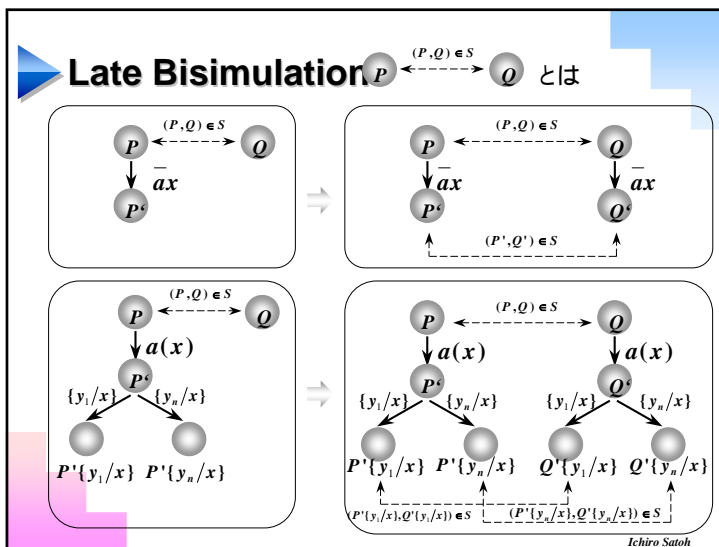 Late Bisimulation P (P,Q)∈S Q とは
(P,Q)∈S
P Q
āx
P‘
(P,Q)∈S
P Q
āx āx
P‘ Q‘
(P',Q')∈S
(P,Q)∈S
P Q
a(x)
P‘
{y₁/x} {yₙ/x}
P'{y₁/x} P'{yₙ/x}
(P,Q)∈S
P Q
a(x) a(x)
P‘ Q‘
{y₁/x} {yₙ/x} {y₁/x} {yₙ/x}
P'{y₁/x} P'{yₙ/x} Q'{y₁/x} Q'{yₙ/x}
(P'{y₁/x},Q'{y₁/x})∈S (P'{yₙ/x},Q'{yₙ/x})∈S
Ichiro Satoh